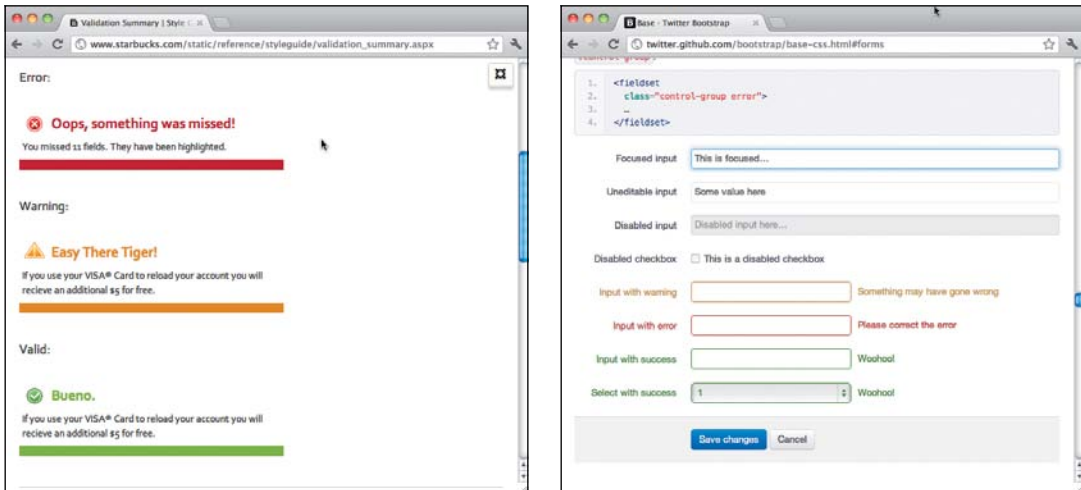 Validation Summary | Style G
www.starbucks.com/static/reference/styleguide/validation_summary.aspx
Error:
Oops, something was missed!
You missed 11 fields. They have been highlighted.
Warning:
Easy There Tiger!
If you use your VISA® Card to reload your account you will
recieve an additional $5 for free.
Valid:
Bueno.
If you use your VISA® Card to reload your account you will
recieve an additional $5 for free.
B Base · Twitter Bootstrap
twitter.github.com/bootstrap/base-css.html#forms
1. <fieldset
2. class="control-group error">
3. …
4. </fieldset>
Focused input This is focused...
Uneditable input Some value here
Disabled input Disabled input here...
Disabled checkbox This is a disabled checkbox
Input with warning Something may have gone wrong
Input with error Please correct the error
Input with success Woohoo!
Select with success 1 Woohoo!
Save changes Cancel